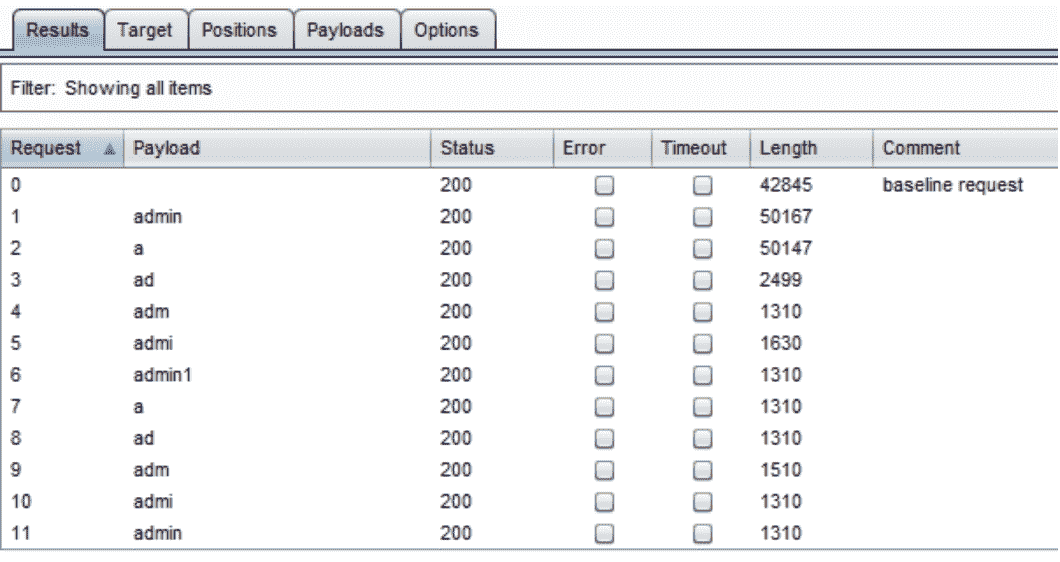 Results Target Positions Payloads Options
Filter: Showing all items
Request Payload Status Error Timeout Length Comment
0 200 42845 baseline request
1 admin 200 50167
2 a 200 50147
3 ad 200 2499
4 adm 200 1310
5 admi 200 1630
6 admin1 200 1310
7 a 200 1310
8 ad 200 1310
9 adm 200 1510
10 admi 200 1310
11 admin 200 1310